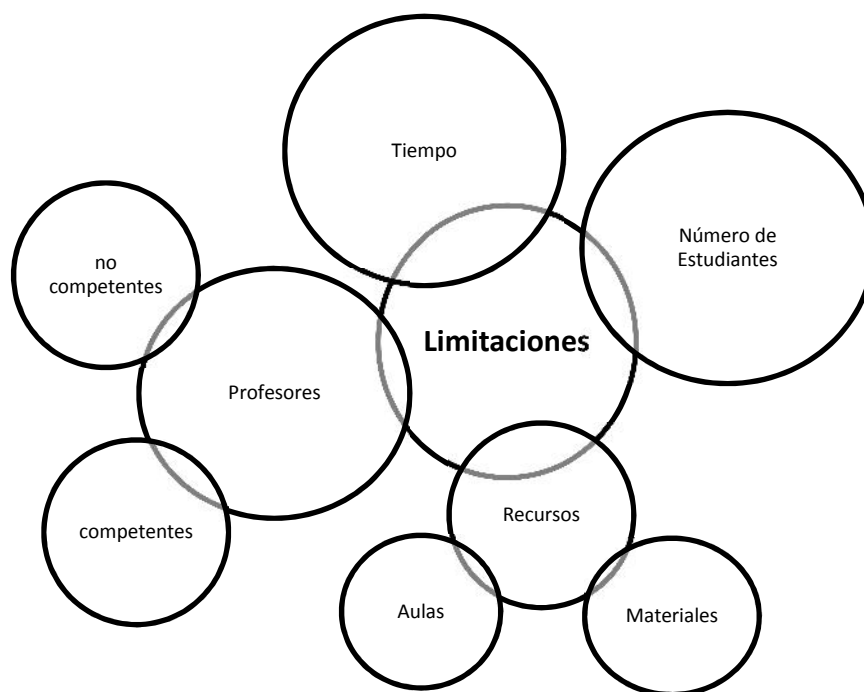 Tiempo
Número de
Estudiantes
no
competentes
Limitaciones
Profesores
Recursos
competentes
Aulas
Materiales